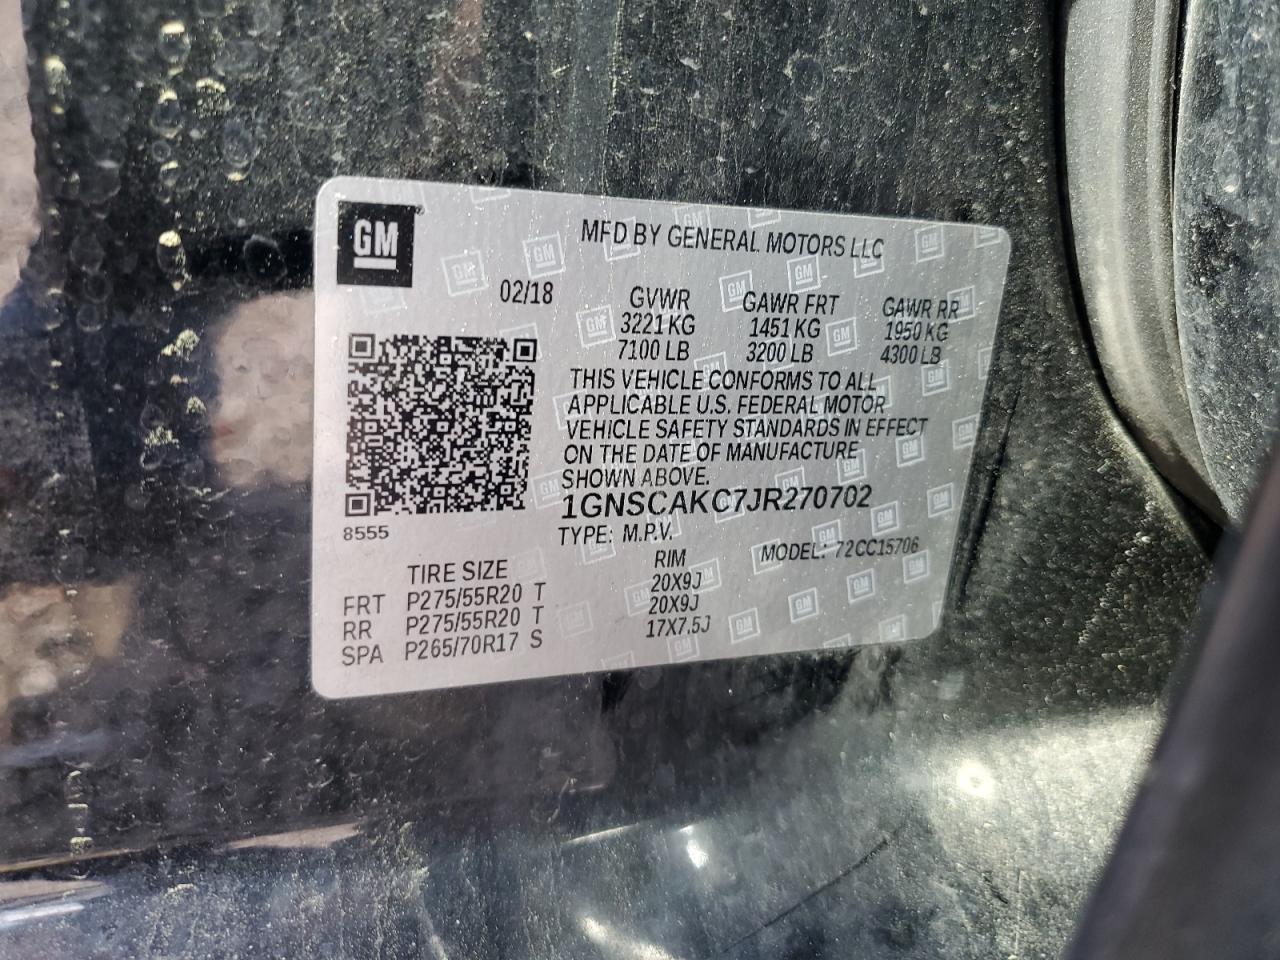 GM
MFD BY GENERAL MOTORS LLC
02/18
GVWR GAWR FRT GAWR RR
3221 KG 1451 KG 1950 KG
7100 LB 3200 LB 4300 LB
THIS VEHICLE CONFORMS TO ALL
APPLICABLE U.S. FEDERAL MOTOR
VEHICLE SAFETY STANDARDS IN EFFECT
ON THE DATE OF MANUFACTURE
SHOWN ABOVE.
1GNSCAKC7JR270702
8555
TYPE: M.P.V. MODEL: 72CC15706
TIRE SIZE RIM
FRT P275/55R20 T 20X9J
RR P275/55R20 T 20X9J
SPA P265/70R17 S 17X7.5J